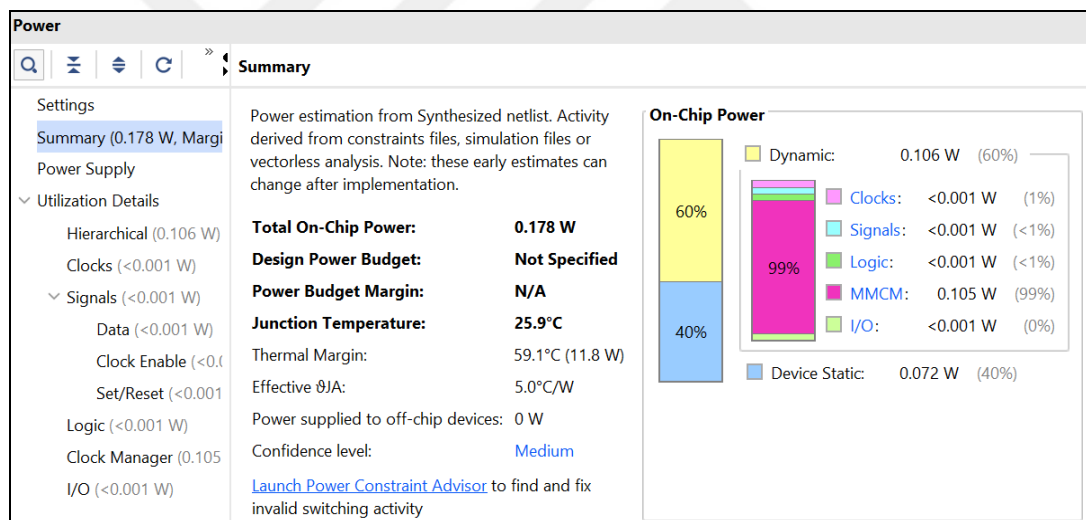 Power
»
Summary
Settings
Summary (0.178 W, Margi
Power Supply
Utilization Details
Hierarchical (0.106 W)
Clocks (<0.001 W)
Signals (<0.001 W)
Data (<0.001 W)
Clock Enable (<0.0
Set/Reset (<0.001
Logic (<0.001 W)
Clock Manager (0.105
I/O (<0.001 W)
Power estimation from Synthesized netlist. Activity
derived from constraints files, simulation files or
vectorless analysis. Note: these early estimates can
change after implementation.
Total On-Chip Power: 0.178 W
Design Power Budget: Not Specified
Power Budget Margin: N/A
Junction Temperature: 25.9°C
Thermal Margin: 59.1°C (11.8 W)
Effective ϑJA: 5.0°C/W
Power supplied to off-chip devices: 0 W
Confidence level: Medium
Launch Power Constraint Advisor to find and fix
invalid switching activity
On-Chip Power
60%
40%
Dynamic: 0.106 W (60%)
99%
Clocks: <0.001 W (1%)
Signals: <0.001 W (<1%)
Logic: <0.001 W (<1%)
MMCM: 0.105 W (99%)
I/O: <0.001 W (0%)
Device Static: 0.072 W (40%)